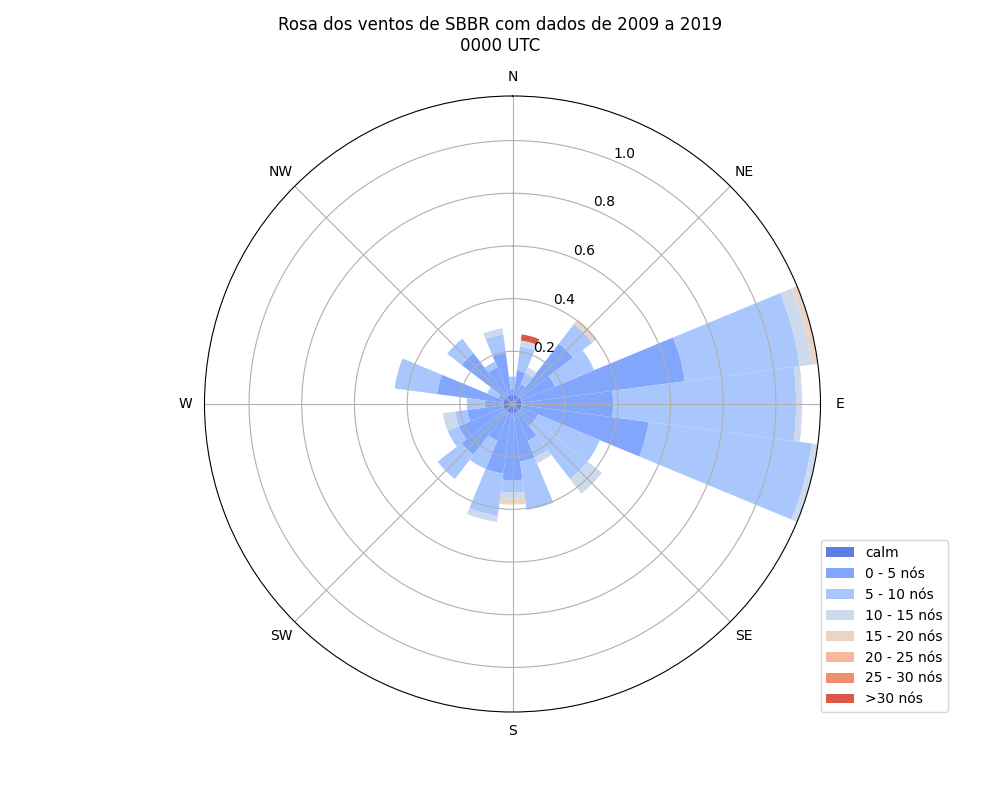 Rosa dos ventos de SBBR com dados de 2009 a 2019
0000 UTC
N
NW
NE
1.0
0.8
0.6
0.4
0.2
W
E
SW
SE
S
calm
0 - 5 nós
5 - 10 nós
10 - 15 nós
15 - 20 nós
20 - 25 nós
25 - 30 nós
>30 nós